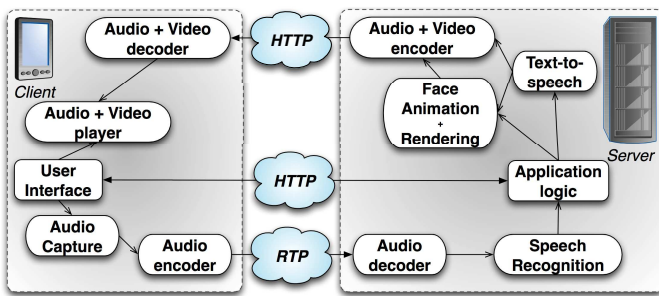 Client
Audio + Video
decoder
Audio + Video
player
User
Interface
Audio
Capture
Audio
encoder
HTTP
HTTP
RTP
Audio + Video
encoder
Text-to-
speech
Face
Animation
+
Rendering
Server
Application
logic
Audio
decoder
Speech
Recognition